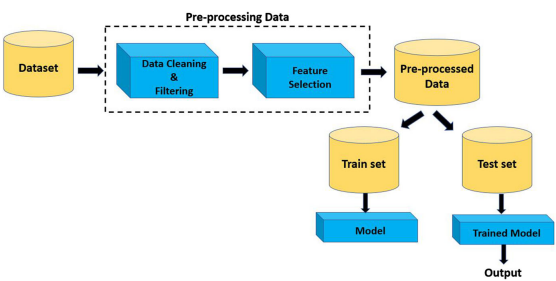 Pre-processing Data
Dataset
Data Cleaning
&
Filtering
Feature
Selection
Pre-processed
Data
Train set
Test set
Model
Trained Model
Output